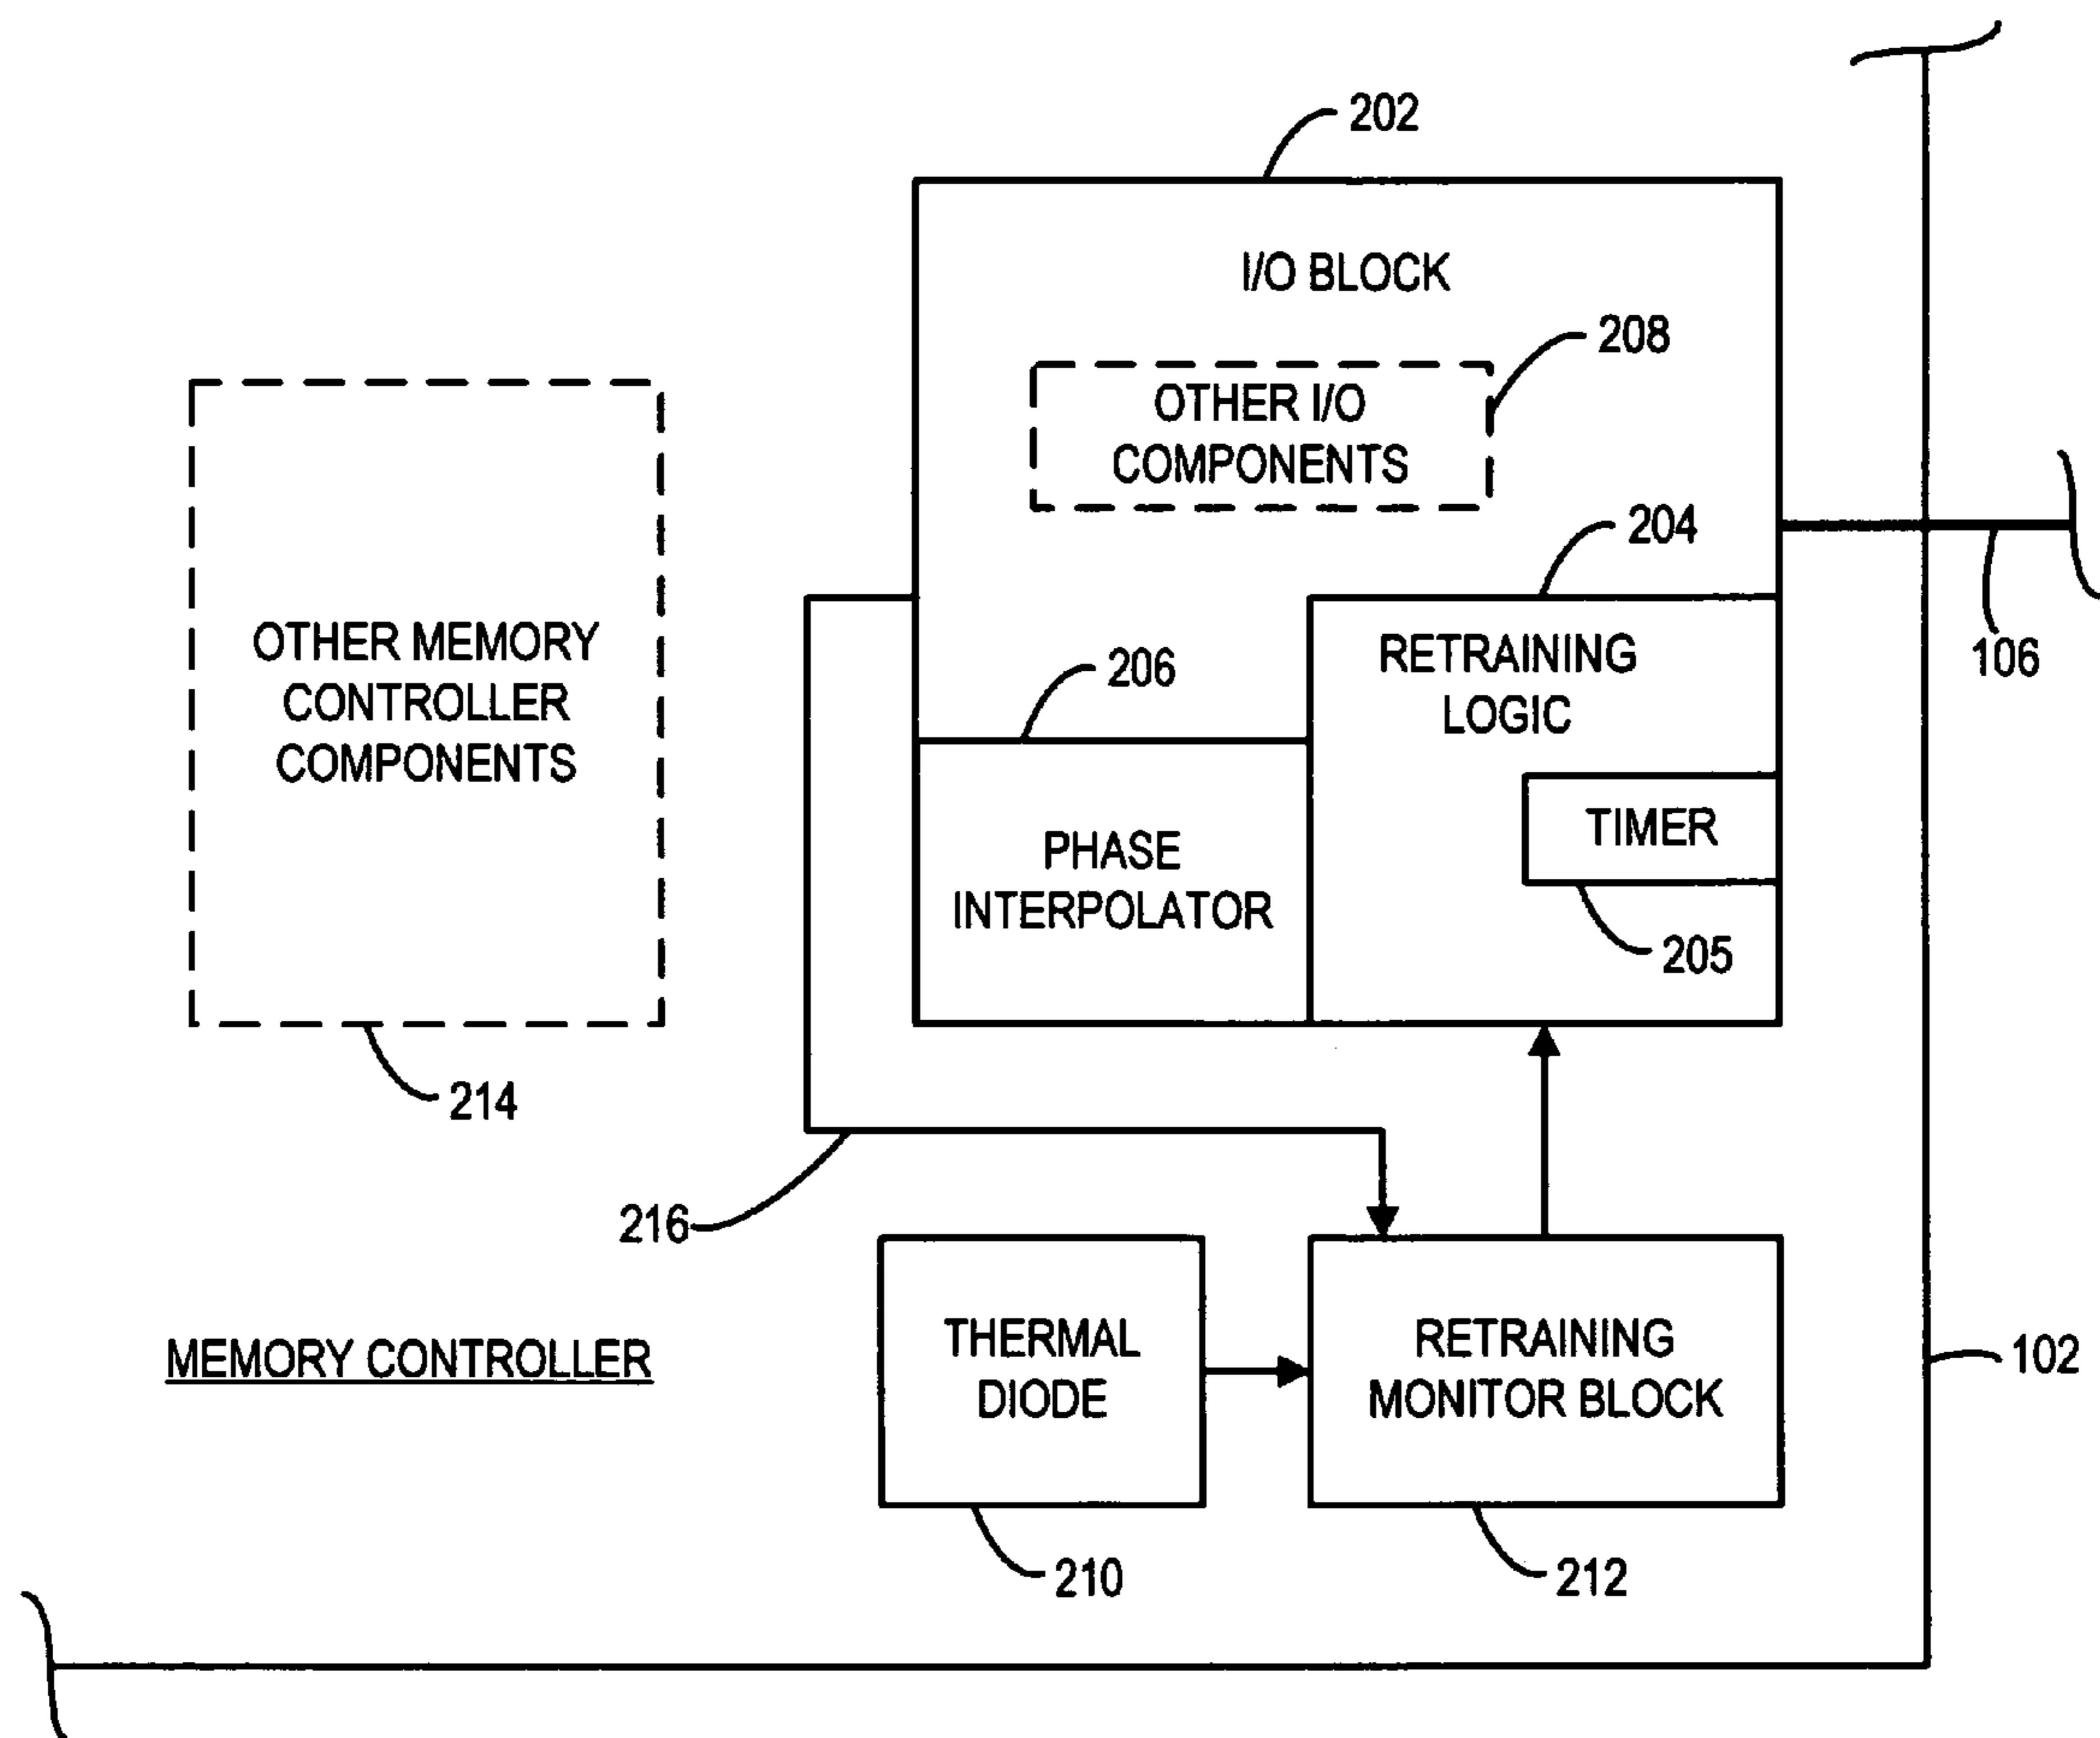 202
I/O BLOCK
208
OTHER I/O
COMPONENTS
204
OTHER MEMORY
CONTROLLER
COMPONENTS
206
RETRAINING
LOGIC
106
TIMER
PHASE
INTERPOLATOR
205
214
216
THERMAL
DIODE
RETRAINING
MONITOR BLOCK
MEMORY CONTROLLER
102
210
212